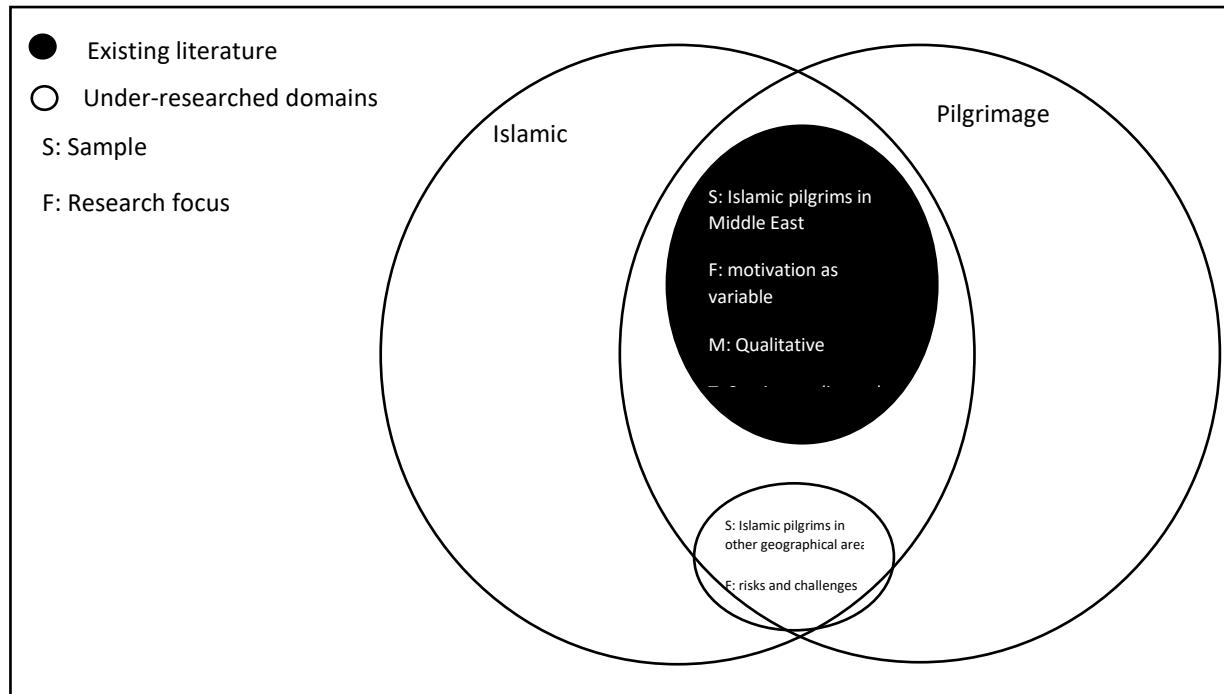 Existing literature
Under-researched domains
S: Sample
F: Research focus
Islamic
Pilgrimage
S: Islamic pilgrims in
Middle East
F: motivation as
variable
M: Qualitative
S: Islamic pilgrims in
other geographical area
F: risks and challenges